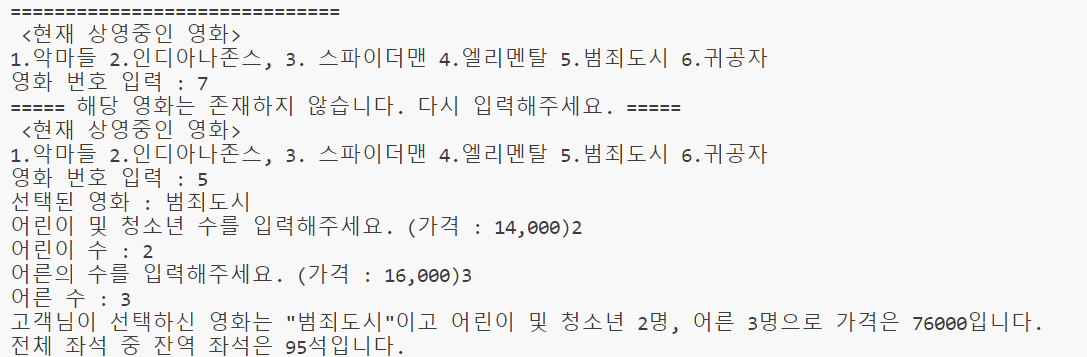 ==============================
<현재 상영중인 영화>
1.악마들 2.인디아나존스, 3. 스파이더맨 4.엘리멘탈 5.범죄도시 6.귀공자
영화 번호 입력 : 7
===== 해당 영화는 존재하지 않습니다. 다시 입력해주세요. =====
<현재 상영중인 영화>
1.악마들 2.인디아나존스, 3. 스파이더맨 4.엘리멘탈 5.범죄도시 6.귀공자
영화 번호 입력 : 5
선택된 영화 : 범죄도시
어린이 및 청소년 수를 입력해주세요. (가격 : 14,000)2
어린이 수 : 2
어른의 수를 입력해주세요. (가격 : 16,000)3
어른 수 : 3
고객님이 선택하신 영화는 "범죄도시"이고 어린이 및 청소년 2명, 어른 3명으로 가격은 76000입니다.
전체 좌석 중 잔역 좌석은 95석입니다.